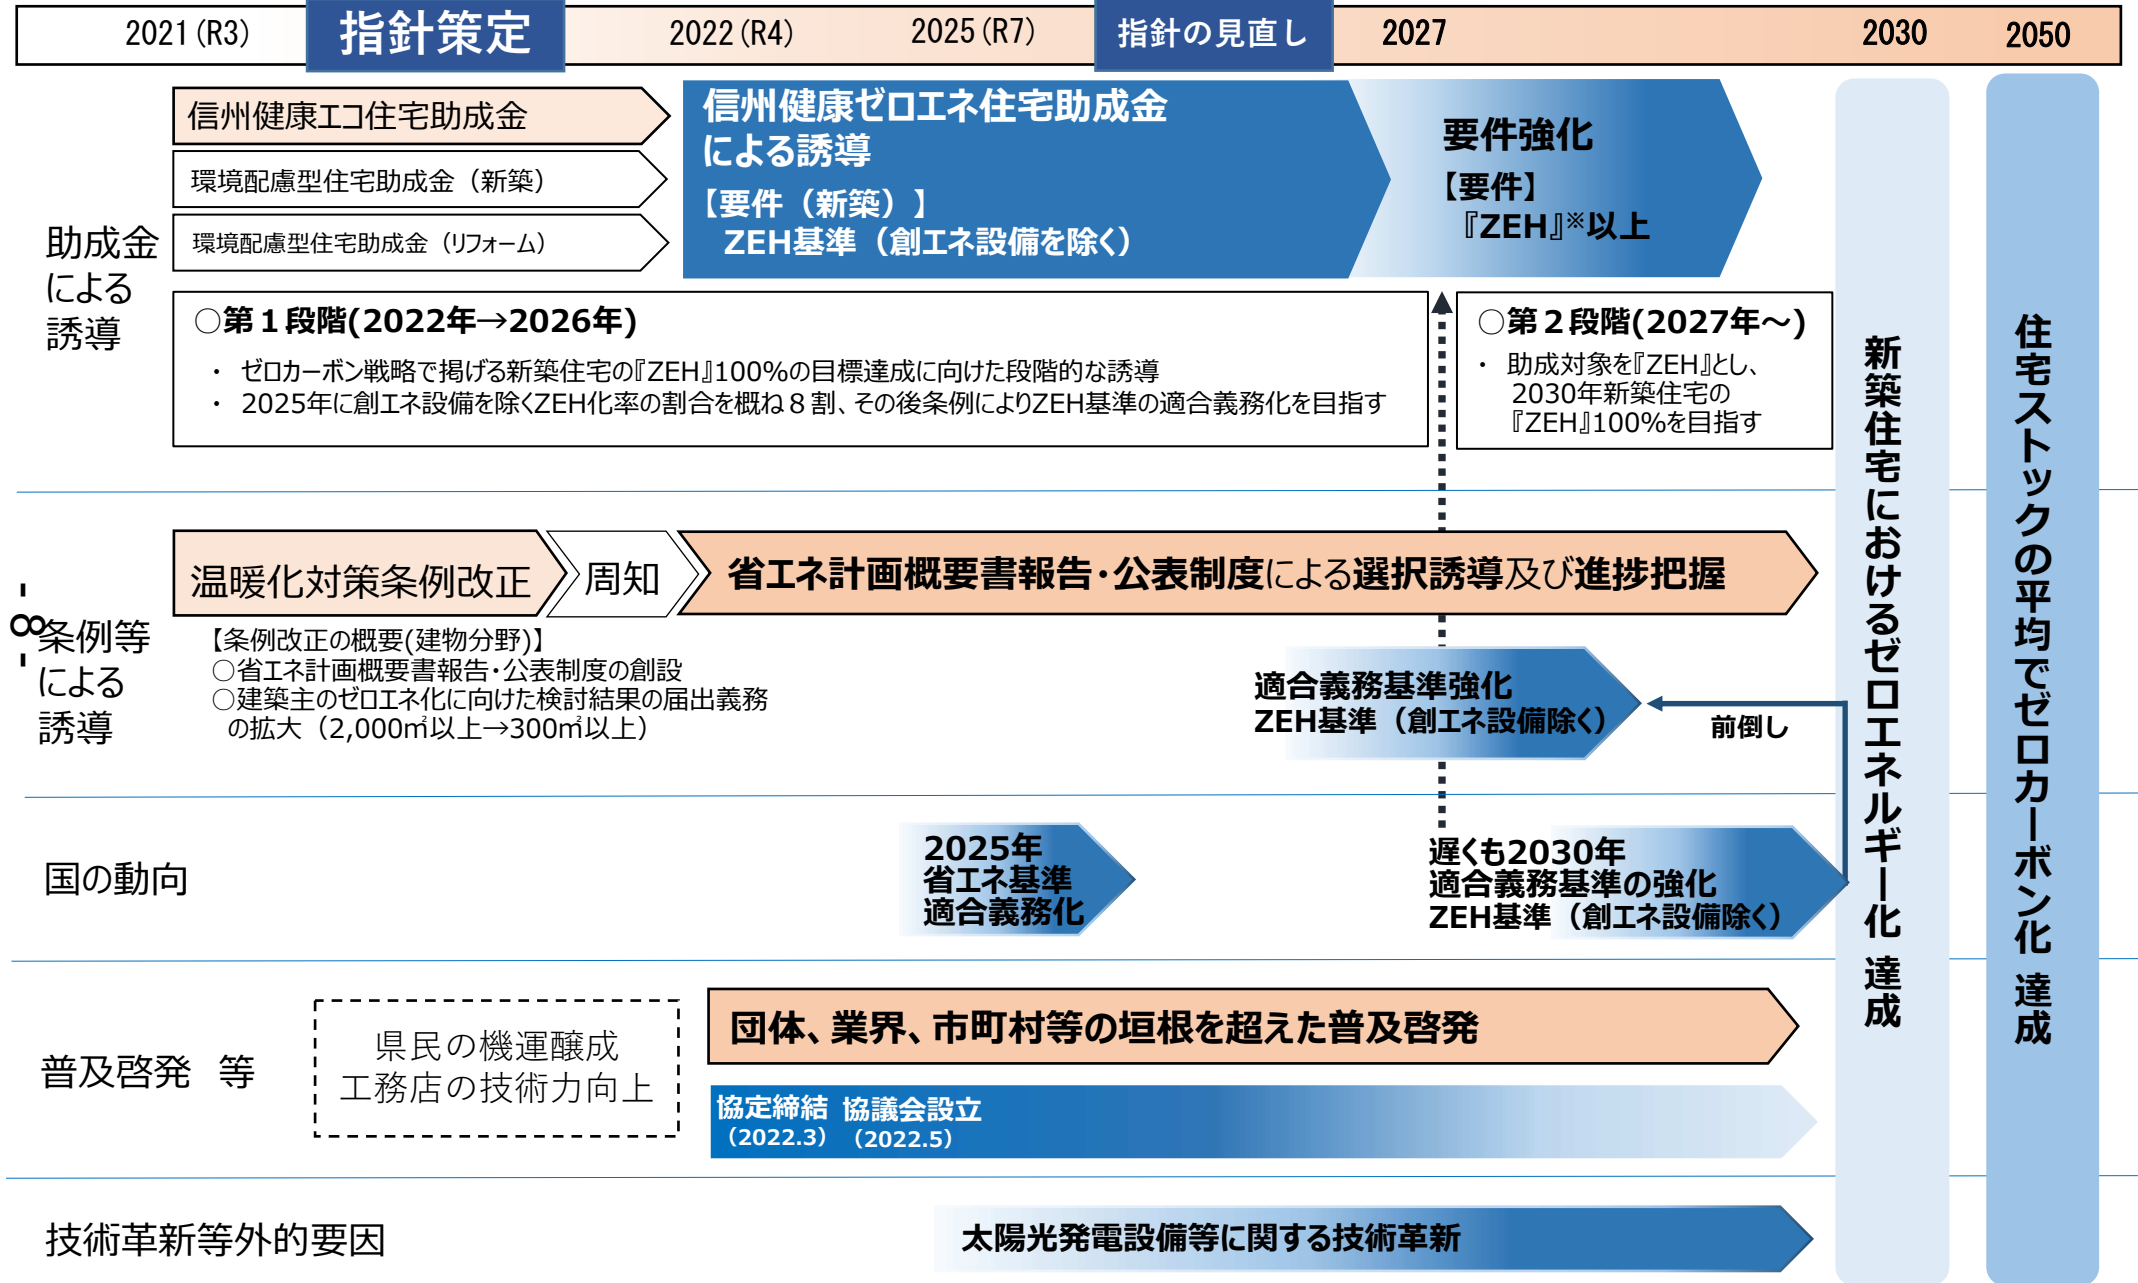 2021(R3)
指針策定
2022(R4)
2025(R7)
指針の見直し
2027
2030
2050
助成金
による
誘導
信州健康エコ住宅助成金
環境配慮型住宅助成金（新築）
環境配慮型住宅助成金（リフォーム）
信州健康ゼロエネ住宅助成金
による誘導
【要件（新築）】
ZEH基準（創エネ設備を除く）
要件強化
【要件】
『ZEH』※以上
○第１段階(2022年→2026年)
・ ゼロカーボン戦略で掲げる新築住宅の『ZEH』100%の目標達成に向けた段階的な誘導
・ 2025年に創エネ設備を除くZEH化率の割合を概ね８割、その後条例によりZEH基準の適合義務化を目指す
○第２段階(2027年～)
・ 助成対象を『ZEH』とし、
2030年新築住宅の
『ZEH』100%を目指す
- 8 -
条例等
による
誘導
温暖化対策条例改正
周知
省エネ計画概要書報告・公表制度による選択誘導及び進捗把握
【条例改正の概要(建物分野)】
○省エネ計画概要書報告・公表制度の創設
○建築主のゼロエネ化に向けた検討結果の届出義務
の拡大（2,000㎡以上→300㎡以上）
適合義務基準強化
ZEH基準（創エネ設備除く）
前倒し
国の動向
2025年
省エネ基準
適合義務化
遅くも2030年
適合義務基準の強化
ZEH基準（創エネ設備除く）
普及啓発 等
県民の機運醸成
工務店の技術力向上
団体、業界、市町村等の垣根を超えた普及啓発
協定締結 協議会設立
（2022.3）（2022.5）
技術革新等外的要因
太陽光発電設備等に関する技術革新
新築住宅におけるゼロエネルギー化 達成
住宅ストックの平均でゼロカーボン化 達成